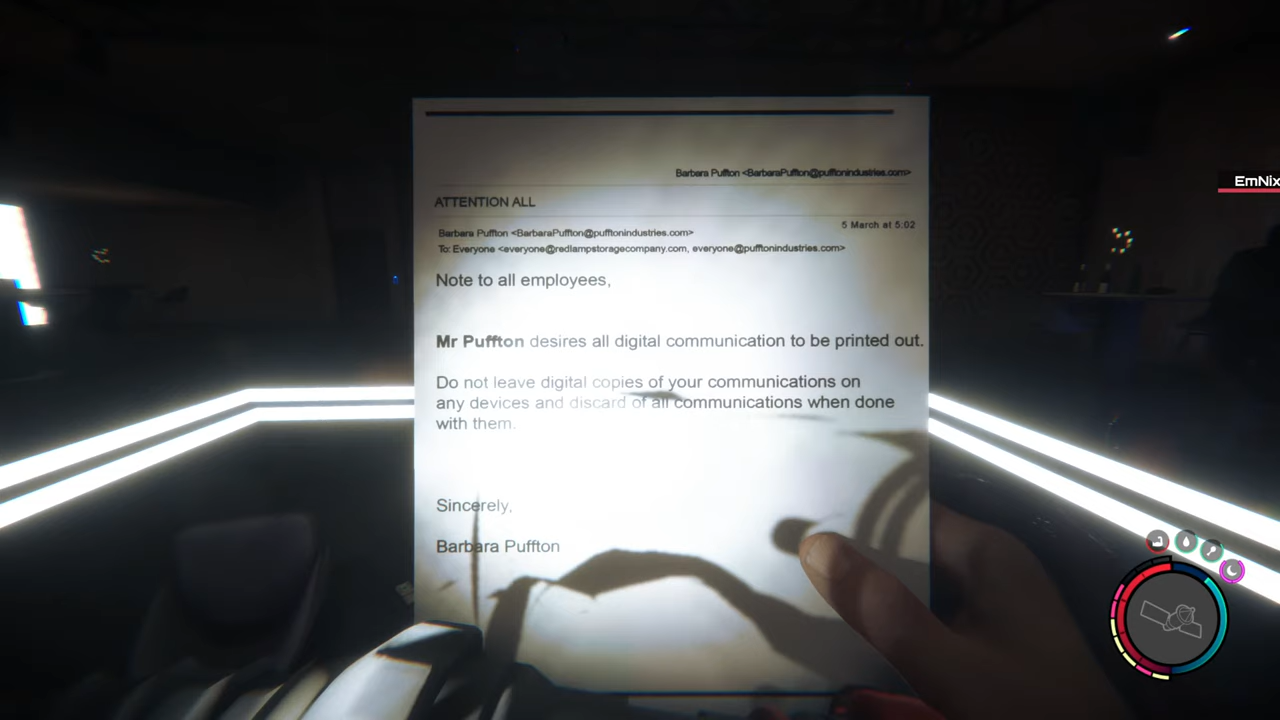 Barbara Puffton <BarbaraPuffton@pufftonindustries.com>
ATTENTION ALL
5 March at 5:02
Barbara Puffton <BarbaraPuffton@pufftonindustries.com>
To: Everyone <everyone@redlampstoragecompany.com, everyone@pufftonindustries.com>
Note to all employees,
Mr Puffton desires all digital communication to be printed out.
Do not leave digital copies of your communications on
any devices and discard of all communications when done
with them.
Sincerely,
Barbara Puffton
EmNix